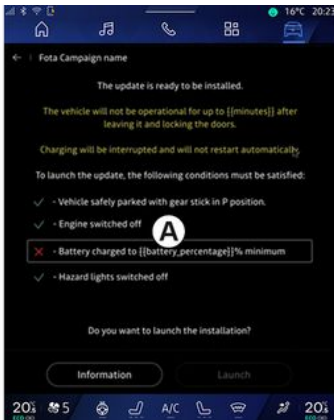 16°C 20:23
Fota Campaign name
The update is ready to be installed.
The vehicle will not be operational for up to {{minutes}} after
leaving it and locking the doors.
Charging will be interrupted and will not restart automatically.
To launch the update, the following conditions must be satisfied:
- Vehicle safely parked with gear stick in P position.
- Engine switched off
A
- Battery charged to {{battery_percentage}}% minimum
- Hazard lights switched off
Do you want to launch the installation?
Information Launch
20⁵ 5 A/C 20⁵
ECO